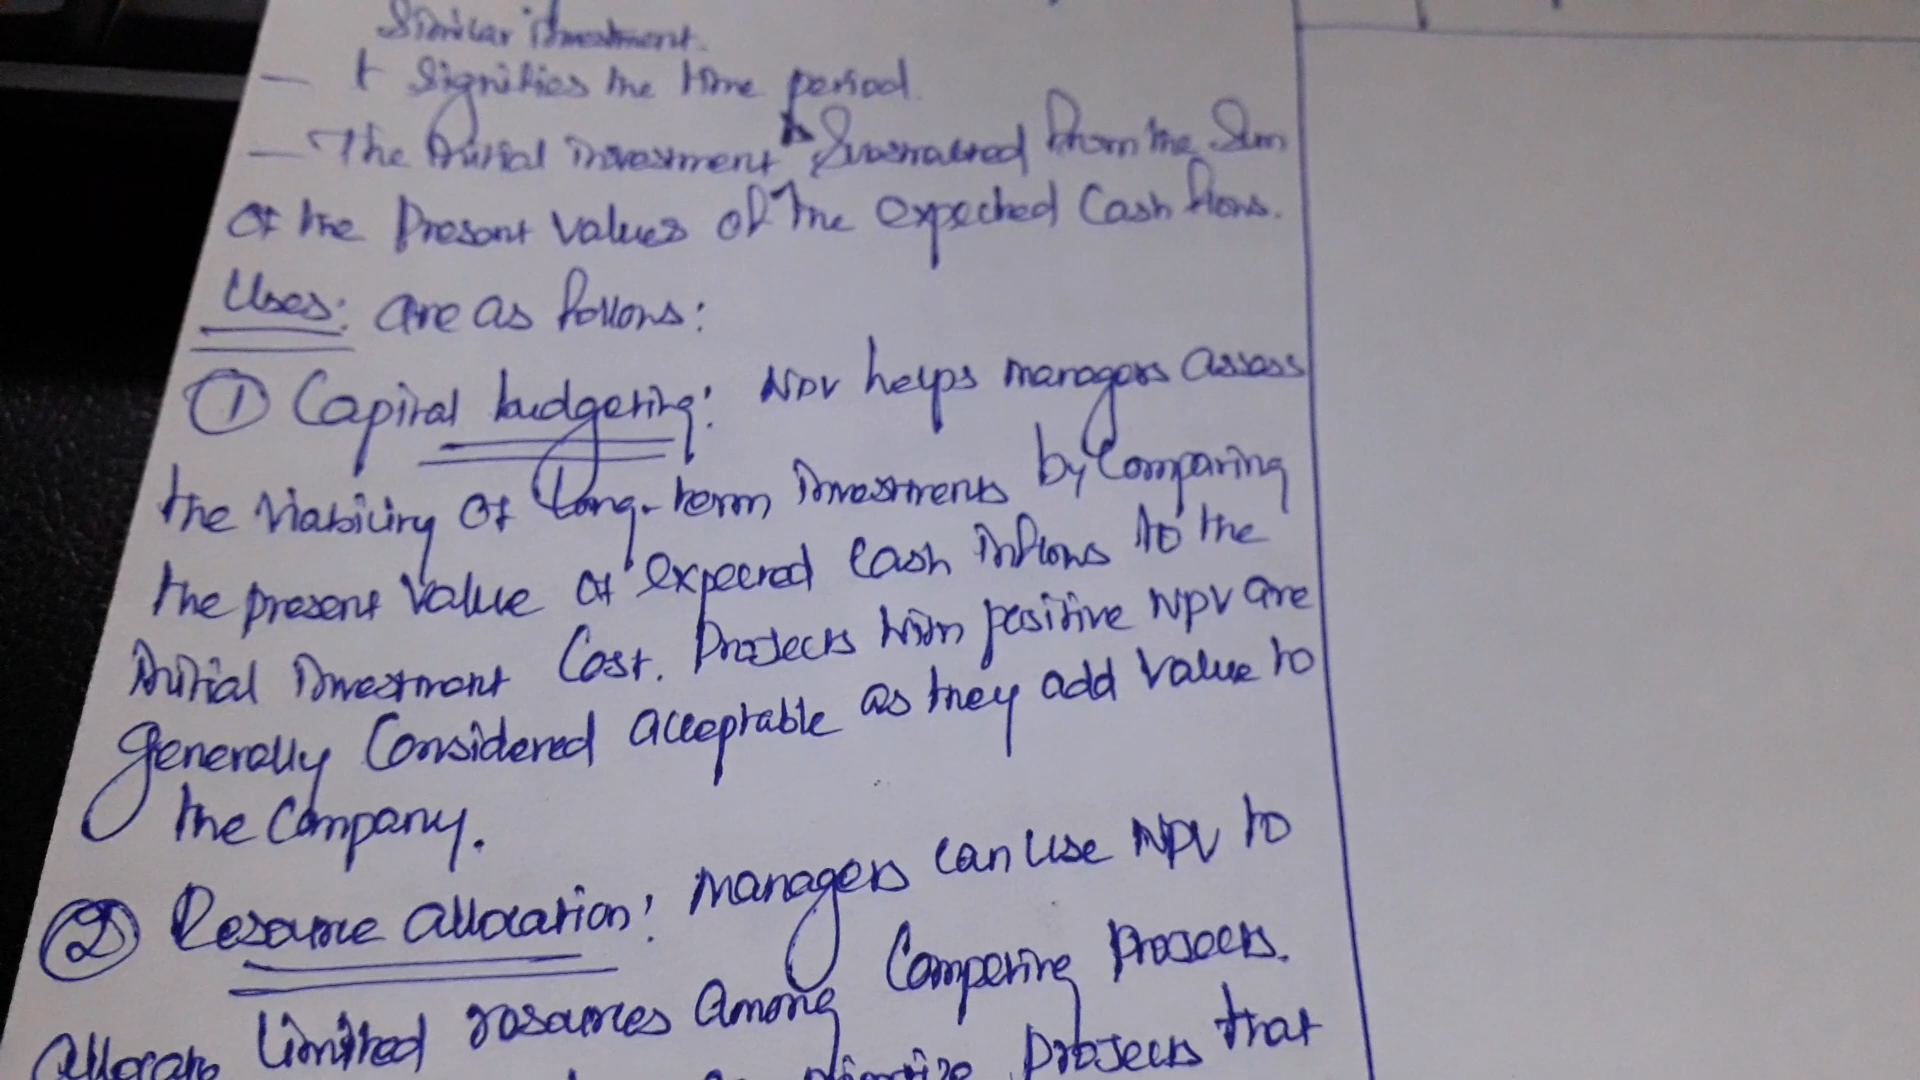 Similar investment.
— t signifies the time period.
— The initial investment is subtracted from the sum
of the present values of the expected cash flows.
Uses: are as follows:
① Capital budgeting: NPV helps managers assess
the viability of long-term investments by comparing
the present value of expected cash inflows to the
initial investment cost. Projects with positive NPV are
generally considered acceptable as they add value to
the company.
② Resource allocation: managers can use NPV to
allocate limited resources among competing projects.
prioritize projects that